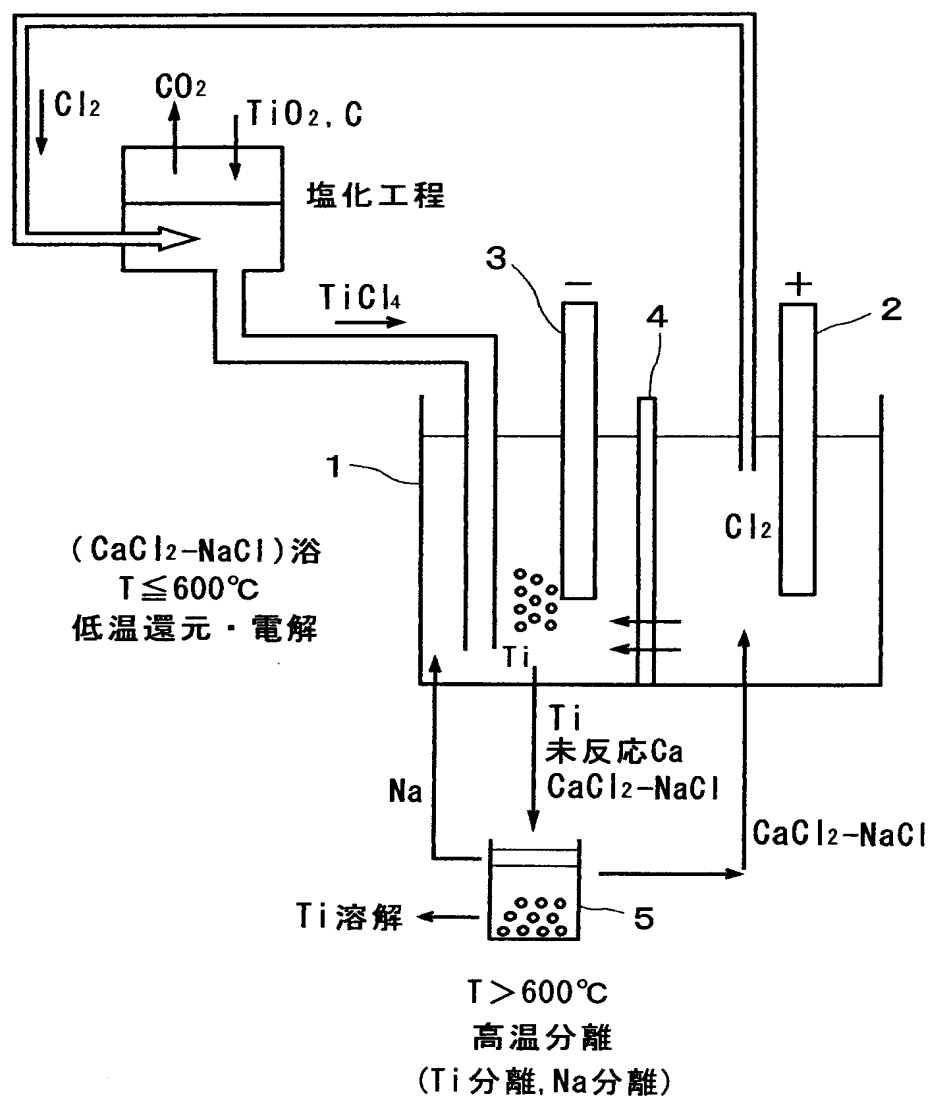 CO₂
Cl₂
TiO₂, C
塩化工程
TiCl₄
3
−
4
+
2
1
Cl₂
(CaCl₂−NaCl)浴
T≦600℃
低温還元・電解
Ti
Ti
未反応Ca
CaCl₂−NaCl
Na
CaCl₂−NaCl
Ti溶解
5
T＞600℃
高温分離
(Ti分離,Na分離)